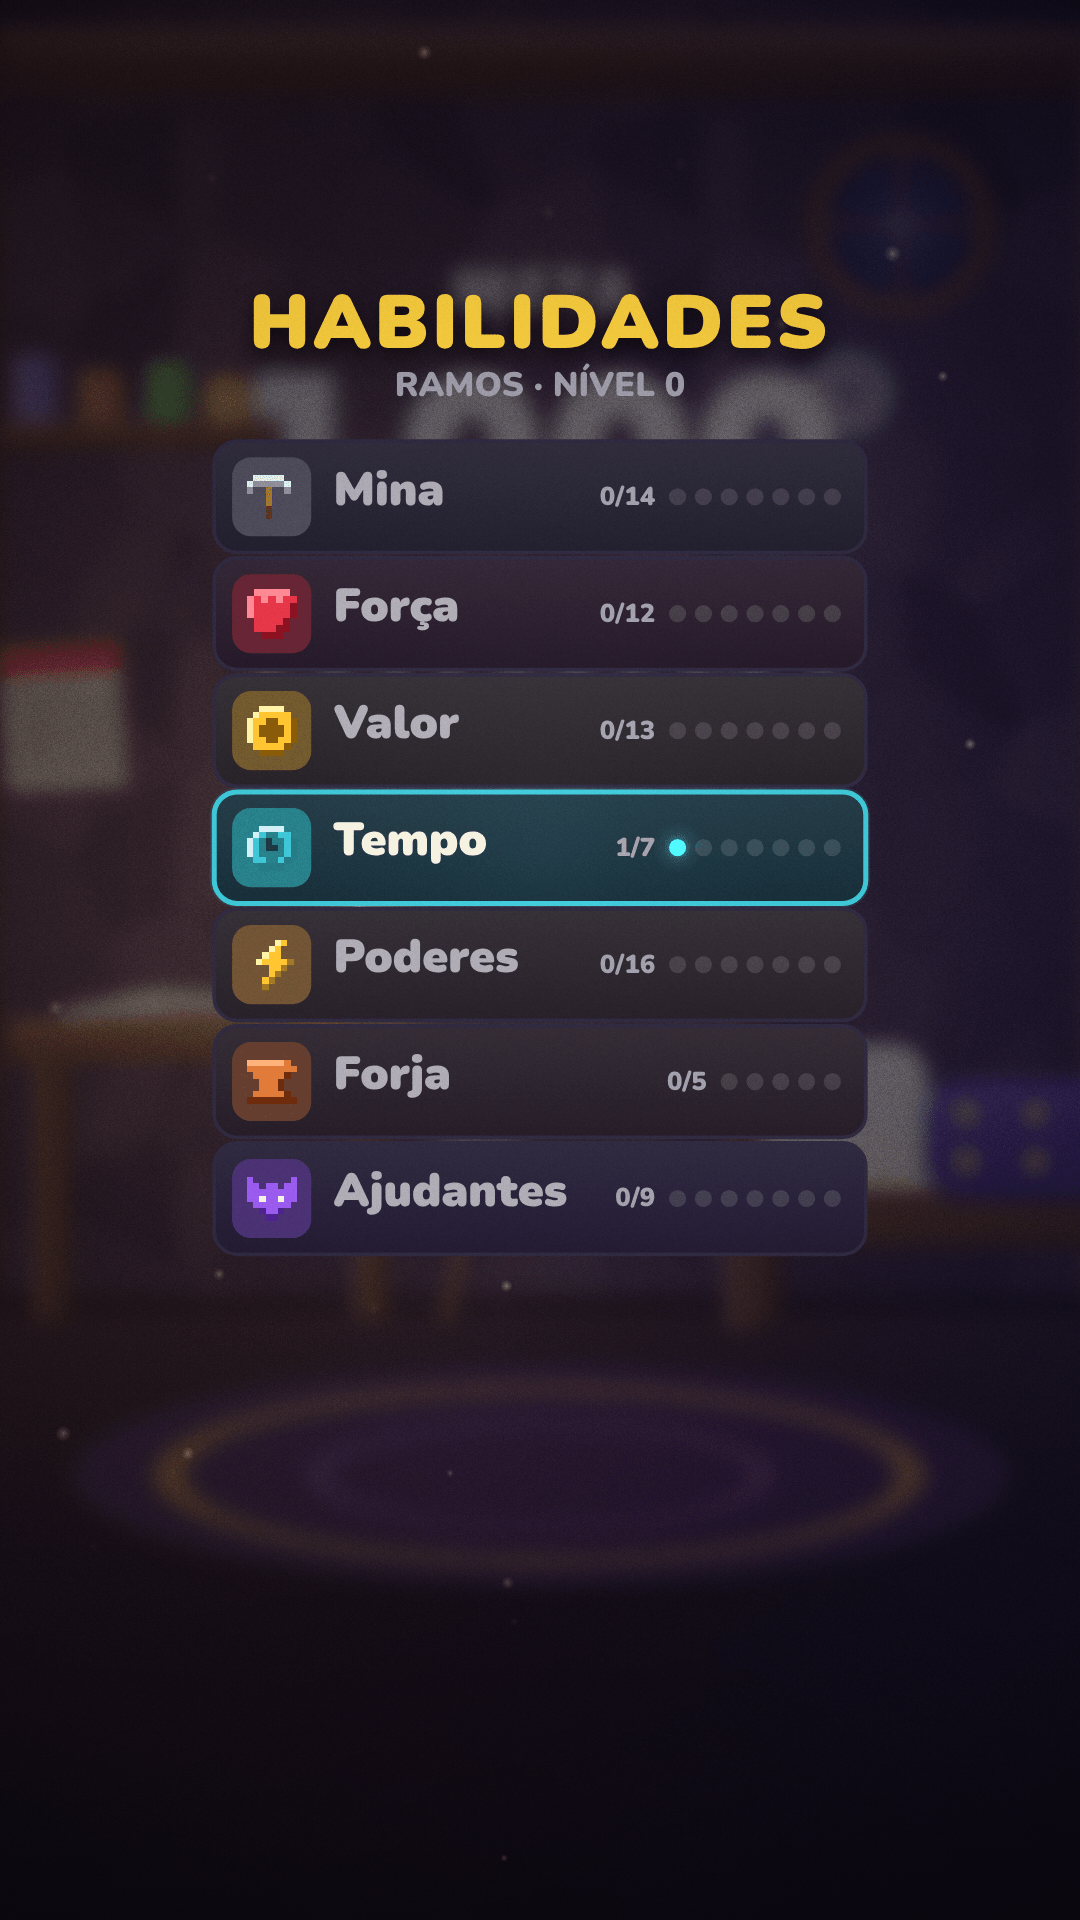 HABILIDADES
RAMOS · NÍVEL 0
Mina 0/14
Força 0/12
Valor 0/13
Tempo 1/7
Poderes 0/16
Forja 0/5
Ajudantes 0/9